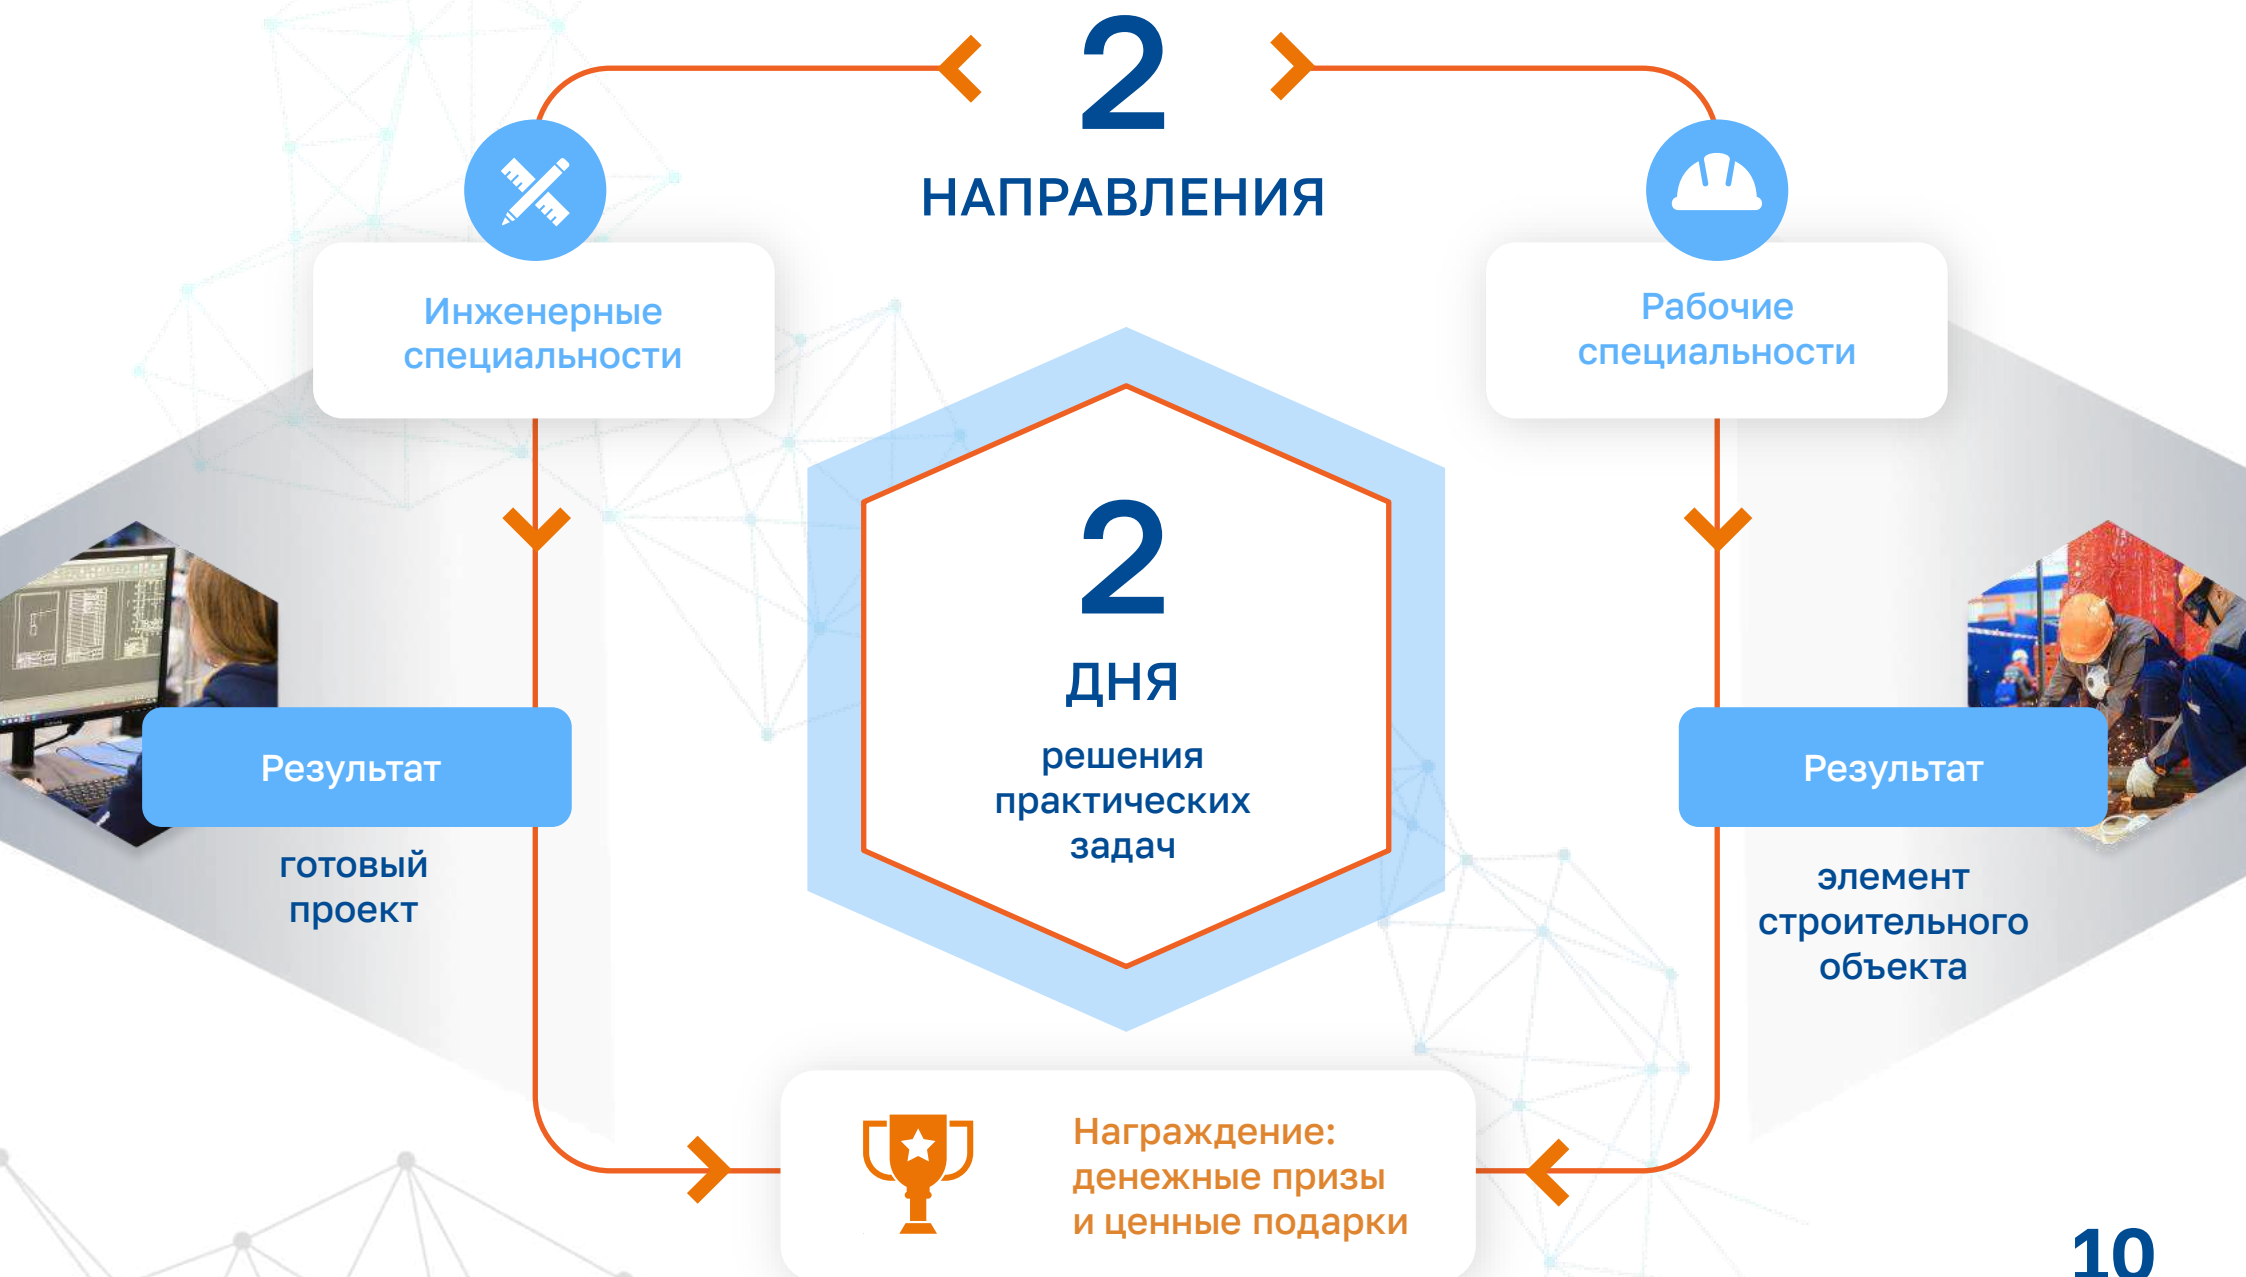 2
НАПРАВЛЕНИЯ
Инженерные
специальности
Рабочие
специальности
2
ДНЯ
решения
практических
задач
Результат
готовый
проект
Результат
элемент
строительного
объекта
Награждение:
денежные призы
и ценные подарки
10